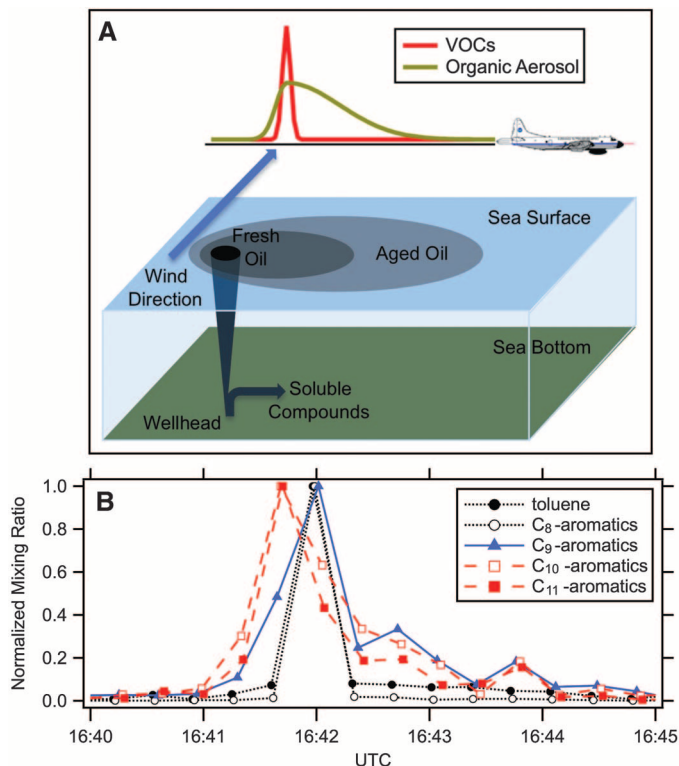 A
VOCs
Organic Aerosol
Sea Surface
Fresh
Oil
Aged Oil
Wind
Direction
Sea Bottom
Soluble
Compounds
Wellhead
B
1.0
0.8
0.6
0.4
0.2
0.0
Normalized Mixing Ratio
toluene
C8-aromatics
C9-aromatics
C10-aromatics
C11-aromatics
16:40
16:41
16:42
16:43
16:44
16:45
UTC